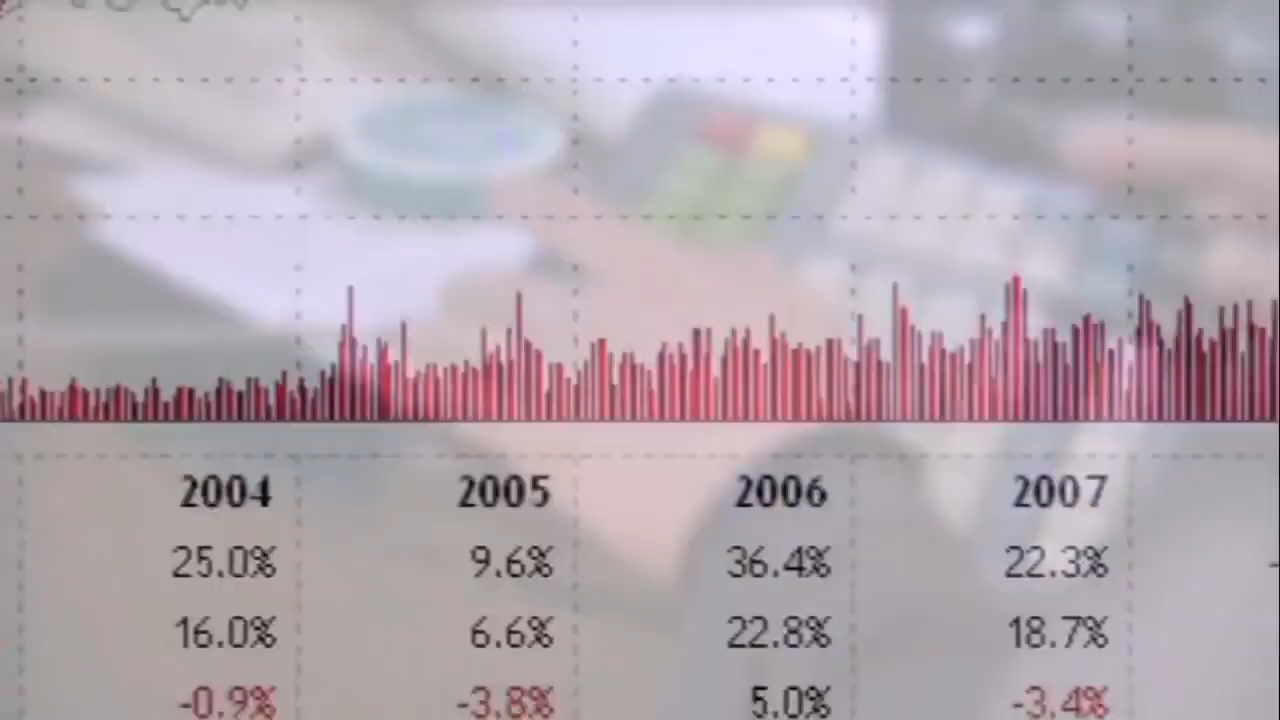 2004 2005 2006 2007
25.0% 9.6% 36.4% 22.3%
16.0% 6.6% 22.8% 18.7%
-0.9% -3.8% 5.0% -3.4%